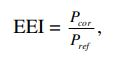 EEI = P_cor / P_ref,